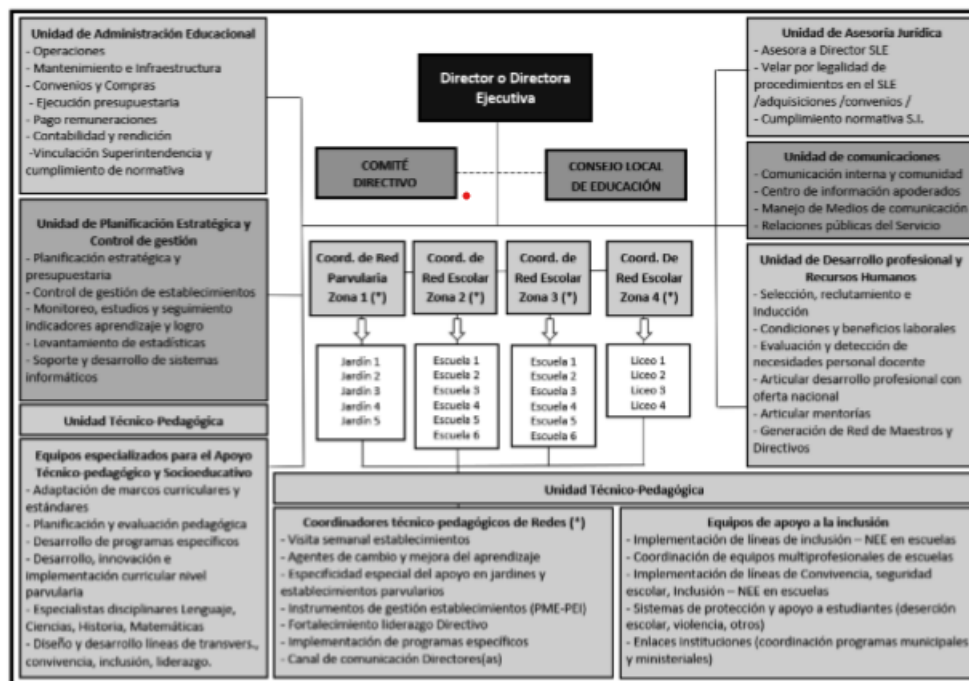 Unidad de Administración Educacional
- Operaciones
- Mantenimiento e Infraestructura
- Convenios y Compras
- Ejecución presupuestaria
- Pago remuneraciones
- Contabilidad y rendición
-Vinculación Superintendencia y
cumplimiento de normativa
Unidad de Planificación Estratégica y
Control de gestión
- Planificación estratégica y
presupuestaria
- Control de gestión de establecimientos
- Monitoreo, estudios y seguimiento
indicadores aprendizaje y logro
- Levantamiento de estadísticas
- Soporte y desarrollo de sistemas
informáticos
Unidad Técnico-Pedagógica
Equipos especializados para el Apoyo
Técnico-pedagógico y Socioeducativo
- Adaptación de marcos curriculares y
estándares
- Planificación y evaluación pedagógica
- Desarrollo de programas específicos
- Desarrollo, innovación e
implementación curricular nivel
parvularia
- Especialistas disciplinares Lenguaje,
Ciencias, Historia, Matemáticas
- Diseño y desarrollo líneas de transvers.,
convivencia, inclusión, liderazgo.
Director o Directora
Ejecutiva
COMITÉ
DIRECTIVO
CONSEJO LOCAL
DE EDUCACIÓN
Coord. de Red
Parvularia
Zona 1 (*)
Coord. de
Red Escolar
Zona 2 (*)
Coord. de
Red Escolar
Zona 3 (*)
Coord. De
Red Escolar
Zona 4 (*)
Jardín 1
Jardín 2
Jardín 3
Jardín 4
Jardín 5
Escuela 1
Escuela 2
Escuela 3
Escuela 4
Escuela 5
Escuela 6
Escuela 1
Escuela 2
Escuela 3
Escuela 4
Escuela 5
Escuela 6
Liceo 1
Liceo 2
Liceo 3
Liceo 4
Unidad de Asesoría Jurídica
- Asesora a Director SLE
- Velar por legalidad de
procedimientos en el SLE
/adquisiciones /convenios /
- Cumplimiento normativa S.I.
Unidad de comunicaciones
- Comunicación interna y comunidad
- Centro de información apoderados
- Manejo de Medios de comunicación
- Relaciones públicas del Servicio
Unidad de Desarrollo profesional y
Recursos Humanos
- Selección, reclutamiento e
Inducción
- Condiciones y beneficios laborales
- Evaluación y detección de
necesidades personal docente
- Articular desarrollo profesional con
oferta nacional
- Articular mentorías
- Generación de Red de Maestros y
Directivos
Unidad Técnico-Pedagógica
Coordinadores técnico-pedagógicos de Redes (*)
- Visita semanal establecimientos
- Agentes de cambio y mejora del aprendizaje
- Especificidad especial del apoyo en jardines y
establecimientos parvularios
- Instrumentos de gestión establecimientos (PME-PEI)
- Fortalecimiento liderazgo Directivo
- Implementación de programas específicos
- Canal de comunicación Directores(as)
Equipos de apoyo a la inclusión
- Implementación de líneas de inclusión – NEE en escuelas
- Coordinación de equipos multiprofesionales de escuelas
- Implementación de líneas de Convivencia, seguridad
escolar, Inclusión – NEE en escuelas
- Sistemas de protección y apoyo a estudiantes (deserción
escolar, violencia, otros)
- Enlaces Instituciones (coordinación programas municipales
y ministeriales)